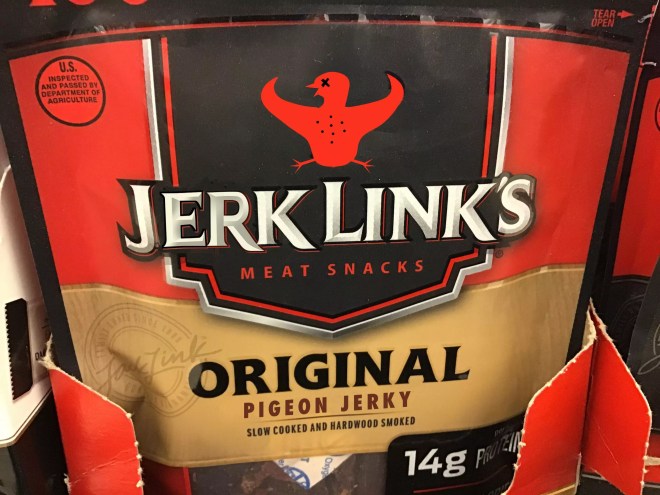 TEAR
OPEN
U.S.
INSPECTED
AND PASSED BY
DEPARTMENT OF
AGRICULTURE
JERK LINK'S
MEAT SNACKS
ORIGINAL
PIGEON JERKY
SLOW COOKED AND HARDWOOD SMOKED
14g PROTEIN